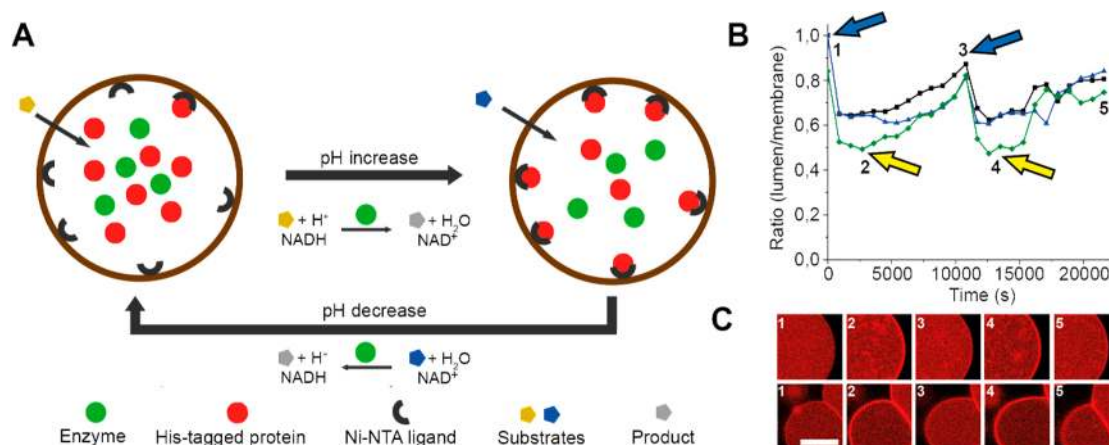 A
pH increase
+ H⁺
NADH
+ H₂O
NAD⁺
pH decrease
+ H⁻
NADH
+ H₂O
NAD⁺
Enzyme
His-tagged protein
Ni-NTA ligand
Substrates
Product
B
Ratio (lumen/membrane)
1,0
0,8
0,6
0,4
0,2
0
0
5000
10000
15000
20000
Time (s)
1
2
3
4
5
C
1
2
3
4
5
1
2
3
4
5